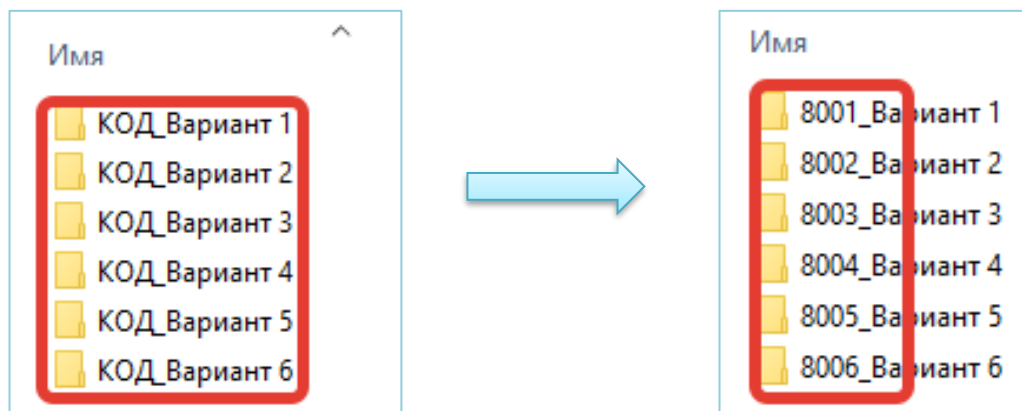 Имя
КОД_Вариант 1
КОД_Вариант 2
КОД_Вариант 3
КОД_Вариант 4
КОД_Вариант 5
КОД_Вариант 6
Имя
8001_Вариант 1
8002_Вариант 2
8003_Вариант 3
8004_Вариант 4
8005_Вариант 5
8006_Вариант 6